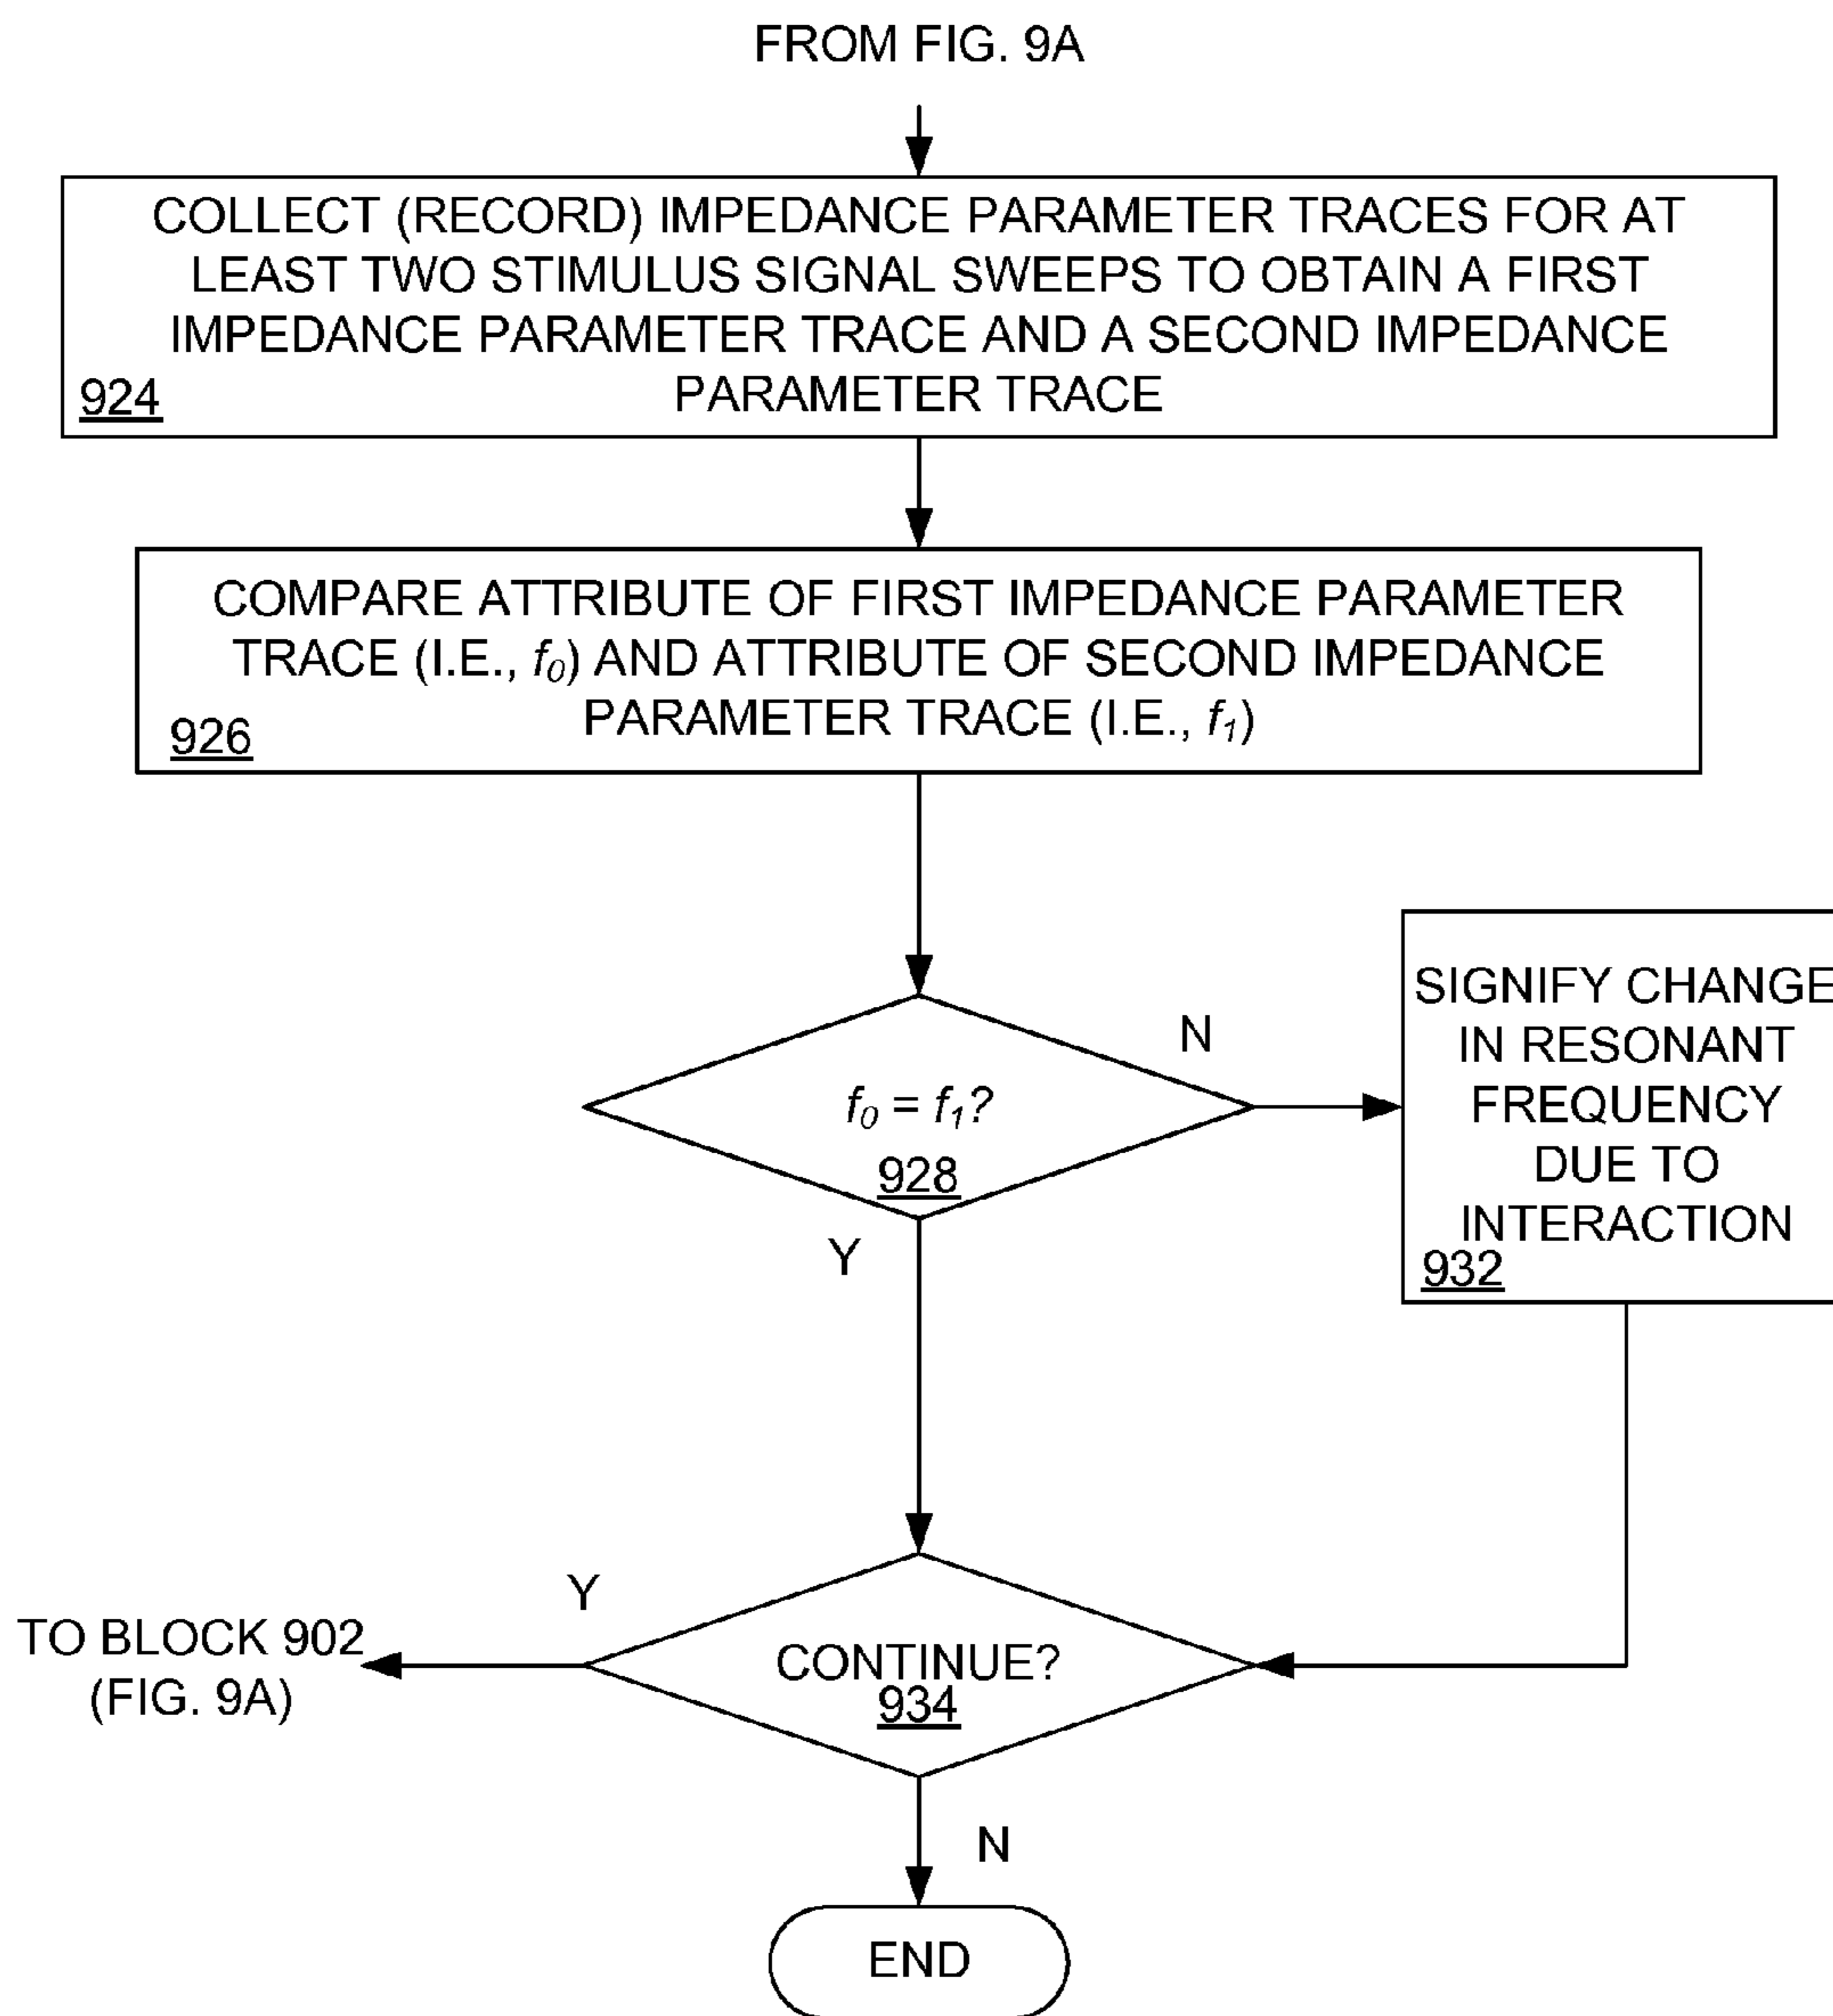 FROM FIG. 9A
COLLECT (RECORD) IMPEDANCE PARAMETER TRACES FOR AT
LEAST TWO STIMULUS SIGNAL SWEEPS TO OBTAIN A FIRST
IMPEDANCE PARAMETER TRACE AND A SECOND IMPEDANCE
PARAMETER TRACE
924
COMPARE ATTRIBUTE OF FIRST IMPEDANCE PARAMETER
TRACE (I.E., f0) AND ATTRIBUTE OF SECOND IMPEDANCE
PARAMETER TRACE (I.E., f1)
926
f0 = f1?
928
N
Y
SIGNIFY CHANGE
IN RESONANT
FREQUENCY
DUE TO
INTERACTION
932
Y
TO BLOCK 902
(FIG. 9A)
CONTINUE?
934
N
END